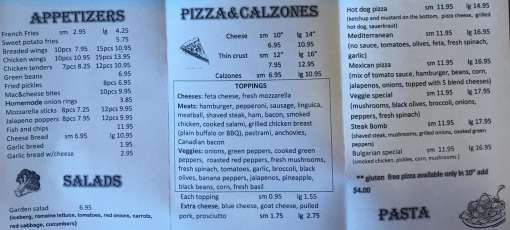 APPETIZERS
French Fries sm 2.95 lg 4.25
Sweet potato fries 5.75
Breaded wings 10pcs 7.95 15pcs 10.95
Chicken wings 10pcs 10.95 15pcs 13.95
Chicken tanders 7pcs 8.25 12pcs 10.95
Green beans 6.95
Fried pickles 8pcs 6.95
Mac&cheese bites 10pcs 9.95
Homemade onion rings 3.85
Mozzarella sticks 8pcs 7.25 12pcs 9.95
Jalapeno poppers 8pcs 7.95 12pcs 9.95
Fish and chips 11.95
Cheese Bread sm 6.95 lg 10.95
Garlic bread 1.95
Garlic bread w/cheese 2.95
SALADS
Garden salad 6.95
(iceberg, romaine lettuce, tomatoes, red onions, carrots,
red cabbage, cucumbers)
PIZZA&CALZONES
Cheese sm 10" lg 14"
6.95 10.95
Thin crust sm 12" lg 16"
7.95 12.95
Calzones sm 6.95 lg 10.95
TOPPINGS
Cheeses: feta cheese, fresh mozzarella
Meats: hamburger, pepperoni, sausage, linguica,
meatball, shaved steak, ham, bacon, smoked
chicken, cooked salami, grilled chicken breast
(plain buffalo or BBQ), pastrami, anchovies,
Canadian bacon
Veggies: onions, green peppers, cooked green
peppers, roasted red peppers, fresh mushrooms,
fresh spinach, tomatoes, garlic, broccoli, black
olives, banana peppers, jalapenos, pineapple,
black beans, corn, fresh basil
Each topping sm 0.95 lg 1.55
Extra cheese, blue cheese, goat cheese, pulled
pork, prosciutto sm 1.75 lg 2.75
Hot dog pizza sm 11.95 lg 14.95
(ketchup and mustard on the bottom, pizza cheese, grilled
hot dog, sauerkraut)
Mediterranean sm 11.95 lg 16.95
(no sauce, tomatoes, olives, feta, fresh spinach,
garlic)
Mexican pizza sm 11.95 lg 16.95
(mix of tomato sauce, hamburger, beans, corn,
jalapenos, onions, topped with 5 blend cheeses)
Veggie special sm 11.95 lg 17.95
(mushrooms, black olives, broccoli, onions,
peppers, fresh spinach)
Steak Bomb sm 11.95 lg 17.95
(shaved steak, mushrooms, grilled onions, cooked green
peppers)
Bulgarian special sm 11.95 lg 16.95
(smoked chicken, pickles, corn, mushrooms)
** gluten free pizza available only in 10" add
$4.00
PASTA